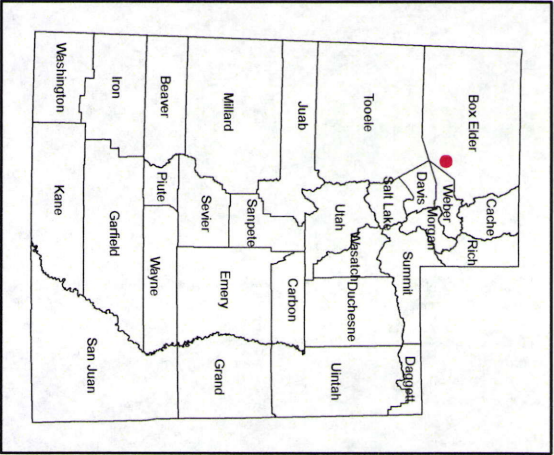 Box Elder
Cache
Rich
Weber
Morgan
Davis
Salt Lake
Summit
Daggett
Tooele
Utah
Wasatch
Duchesne
Uintah
Juab
Sanpete
Carbon
Millard
Sevier
Emery
Grand
Beaver
Piute
Wayne
Iron
Garfield
San Juan
Washington
Kane